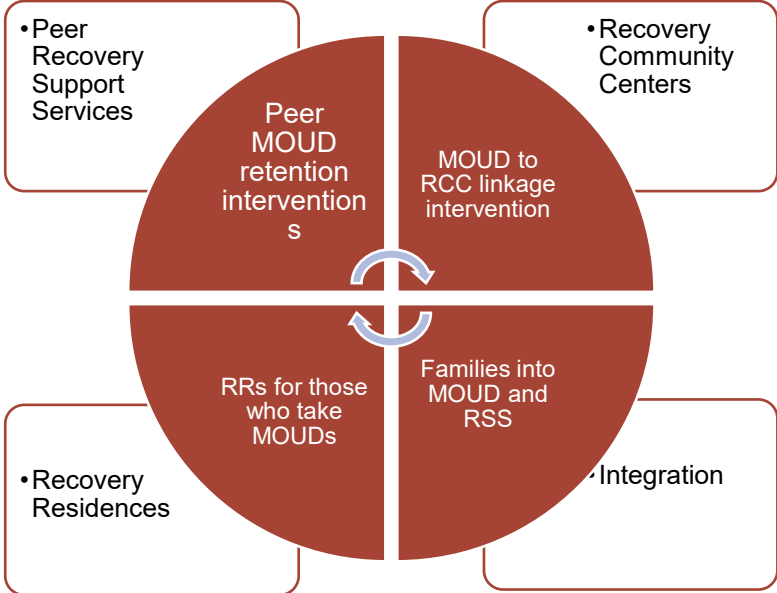 •Peer
Recovery
Support
Services
•Recovery
Community
Centers
Peer
MOUD
retention
intervention
s
MOUD to
RCC linkage
intervention
RRs for those
who take
MOUDs
Families into
MOUD and
RSS
•Recovery
Residences
•Integration